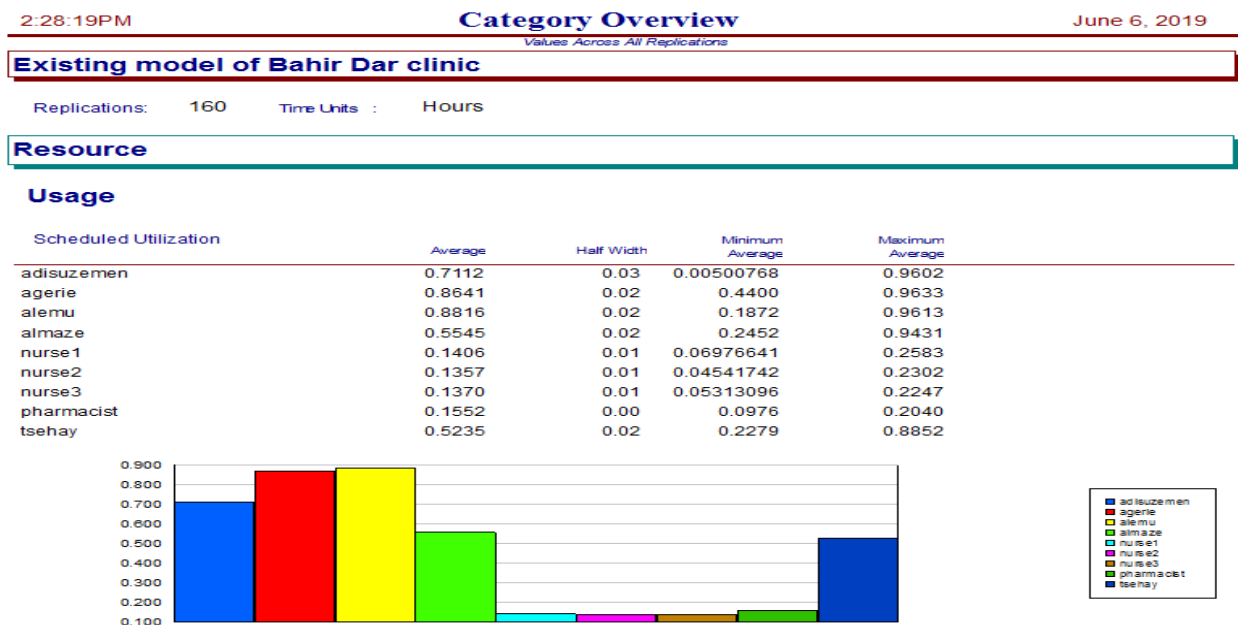 2:28:19PM Category Overview June 6, 2019
Values Across All Replications
Existing model of Bahir Dar clinic
Replications: 160 Time Units : Hours
Resource
Usage
Scheduled Utilization Average Half Width Minimum Average Maximum Average
adisuzemen 0.7112 0.03 0.00500768 0.9602
agerie 0.8641 0.02 0.4400 0.9633
alemu 0.8816 0.02 0.1872 0.9613
almaze 0.5545 0.02 0.2452 0.9431
nurse1 0.1406 0.01 0.06976641 0.2583
nurse2 0.1357 0.01 0.04541742 0.2302
nurse3 0.1370 0.01 0.05313096 0.2247
pharmacist 0.1552 0.00 0.0976 0.2040
tsehay 0.5235 0.02 0.2279 0.8852
0.900
0.800
0.700
0.600
0.500
0.400
0.300
0.200
0.100
adisuzemen
agerie
alemu
almaze
nurse1
nurse2
nurse3
pharmacist
tsehay